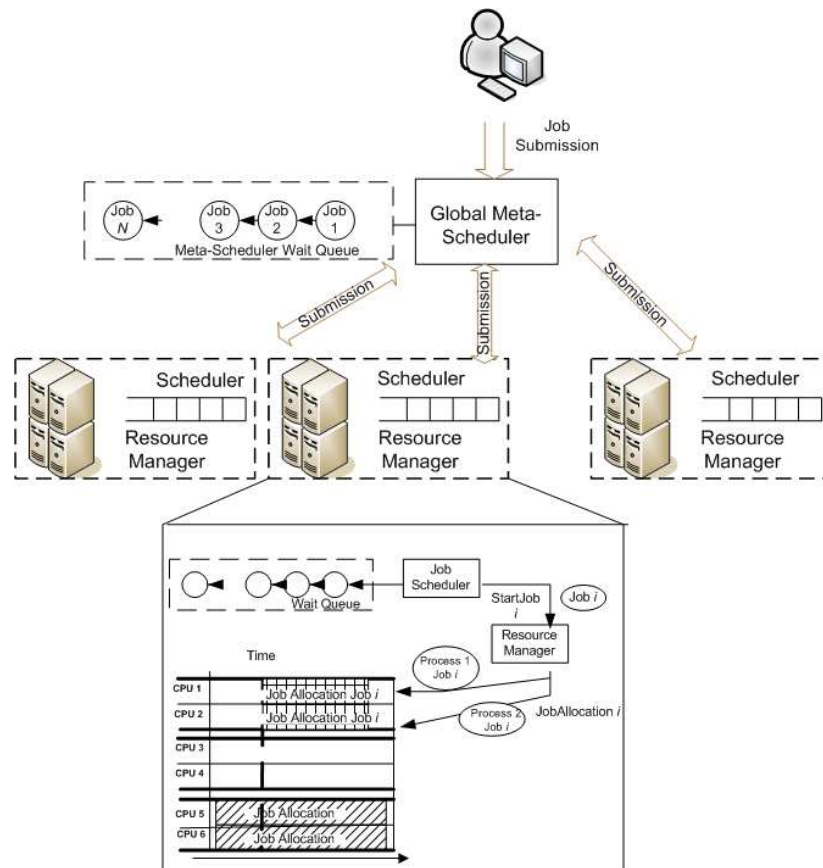 Job
Submission
Global Meta-
Scheduler
Job
N
Job
3
Job
2
Job
1
Meta-Scheduler Wait Queue
Submission
Submission
Submission
Scheduler
Resource
Manager
Scheduler
Resource
Manager
Scheduler
Resource
Manager
Wait Queue
Job
Scheduler
StartJob
i
Job i
Resource
Manager
Time
Process 1
Job i
CPU 1
Job Allocation Job i
CPU 2
Job Allocation Job i
Process 2
Job i
JobAllocation i
CPU 3
CPU 4
CPU 5
Job Allocation
CPU 6
Job Allocation